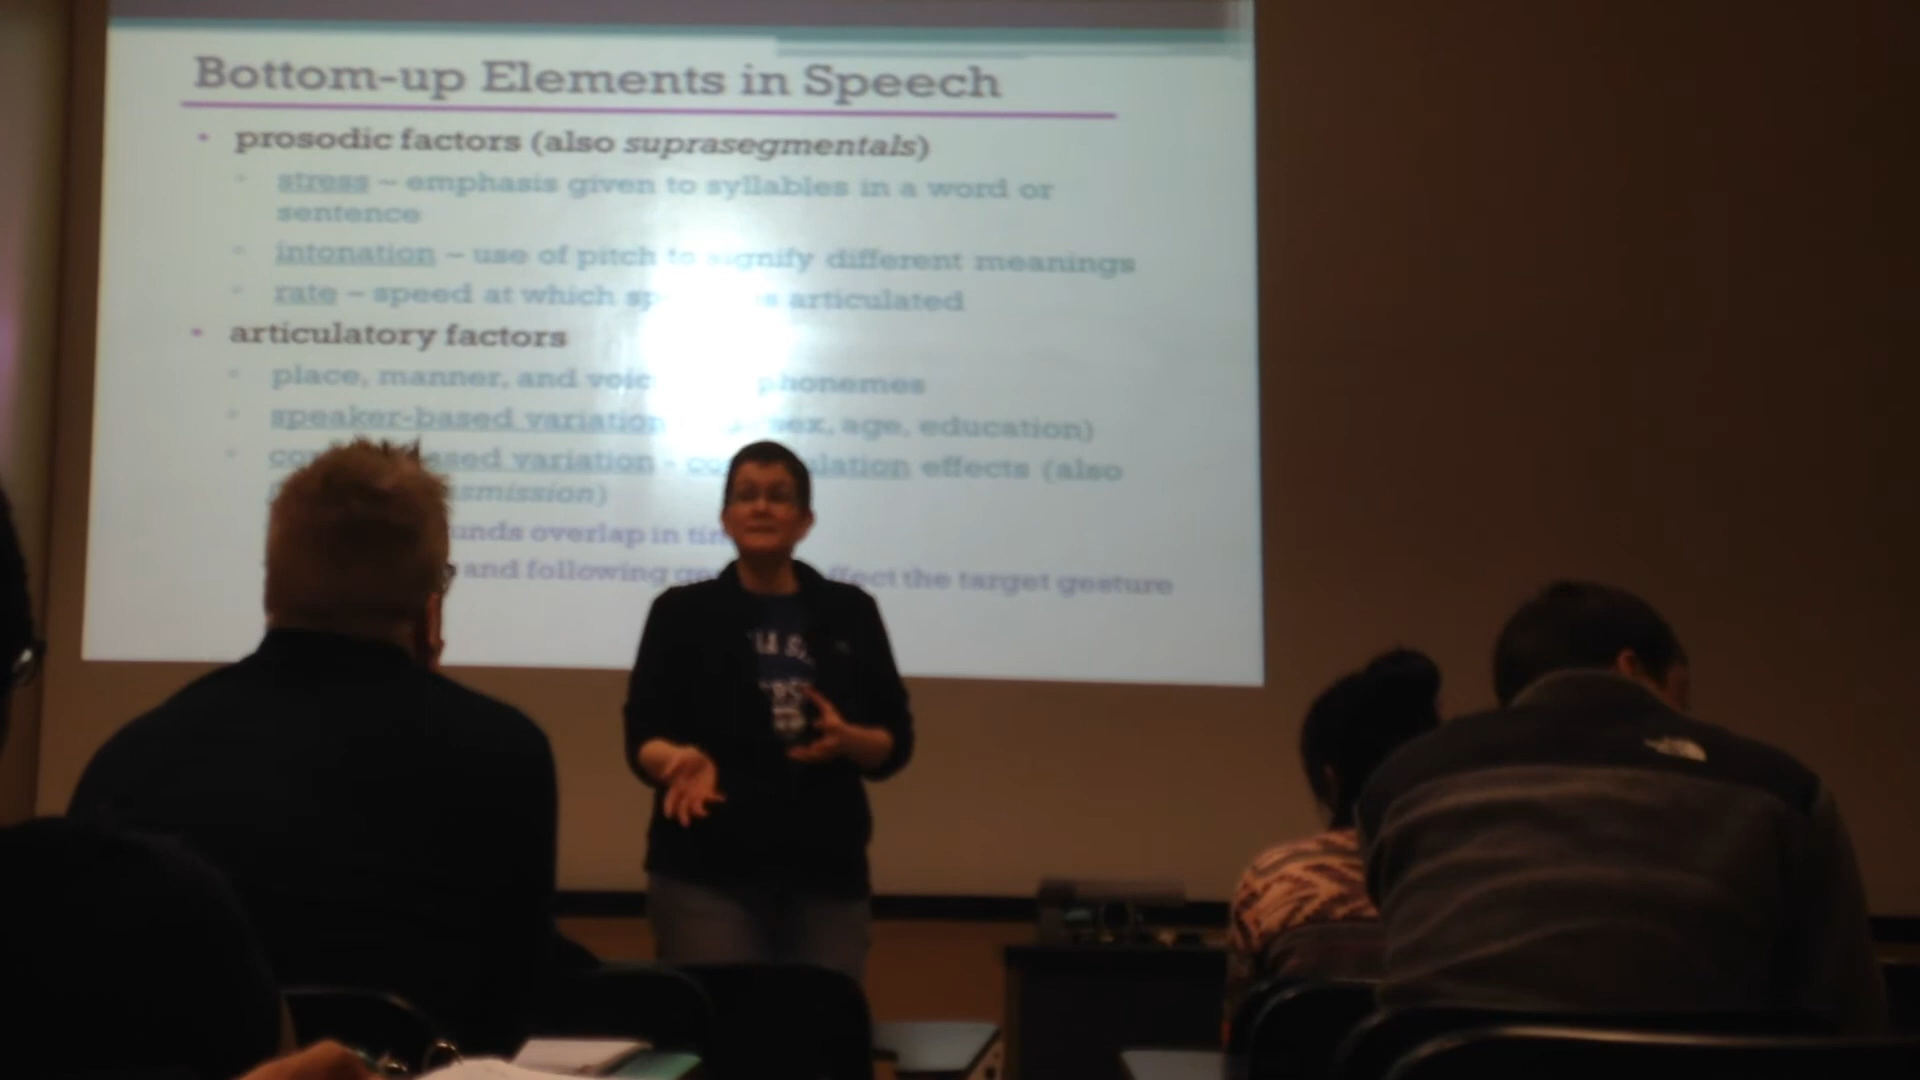 Bottom-up Elements in Speech
• prosodic factors (also suprasegmentals)
stress – emphasis given to syllables in a word or
sentence
intonation – use of pitch to signify different meanings
rate – speed at which articulated
• articulatory factors
place, manner, and phonemes
speaker-based variation sex, age, education)
variation - effects (also
overlap in
and following the target gesture